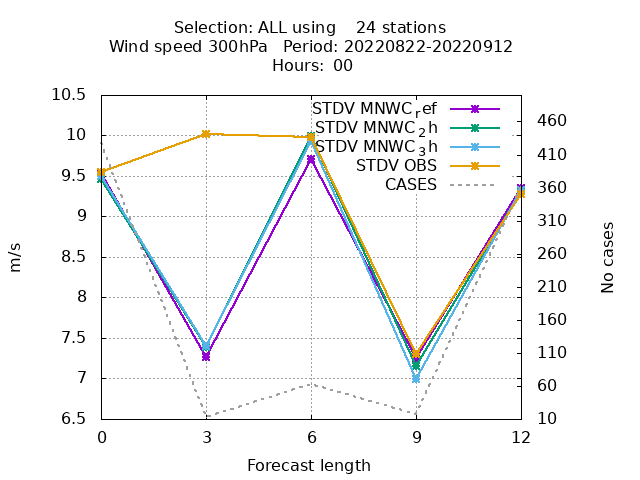 Selection: ALL using    24 stations
Wind speed 300hPa   Period: 20220822-20220912
Hours:  00
10.5
10
9.5
9
8.5
8
7.5
7
6.5
m/s
STDV MNWC_ref
STDV MNWC_2h
STDV MNWC_3h
STDV OBS
CASES
460
410
360
310
260
210
160
110
60
10
No cases
0 3 6 9 12
Forecast length